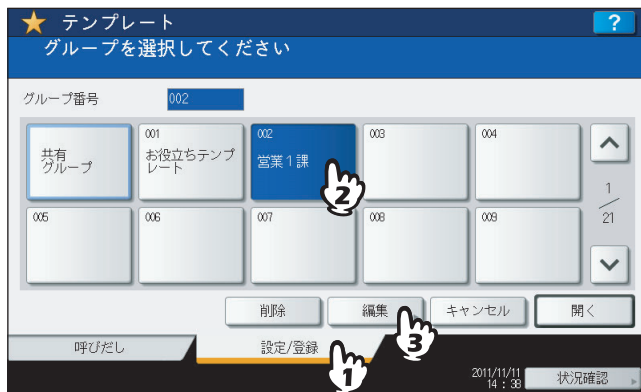 テンプレート
?
グループを選択してください
グループ番号 002
共有
グループ
001
お役立ちテンプ
レート
002
営業1課
003
004
1
21
005
006
007
008
009
2
削除
編集
キャンセル
開く
3
呼びだし
設定/登録
1
2011/11/11
14:38
状況確認